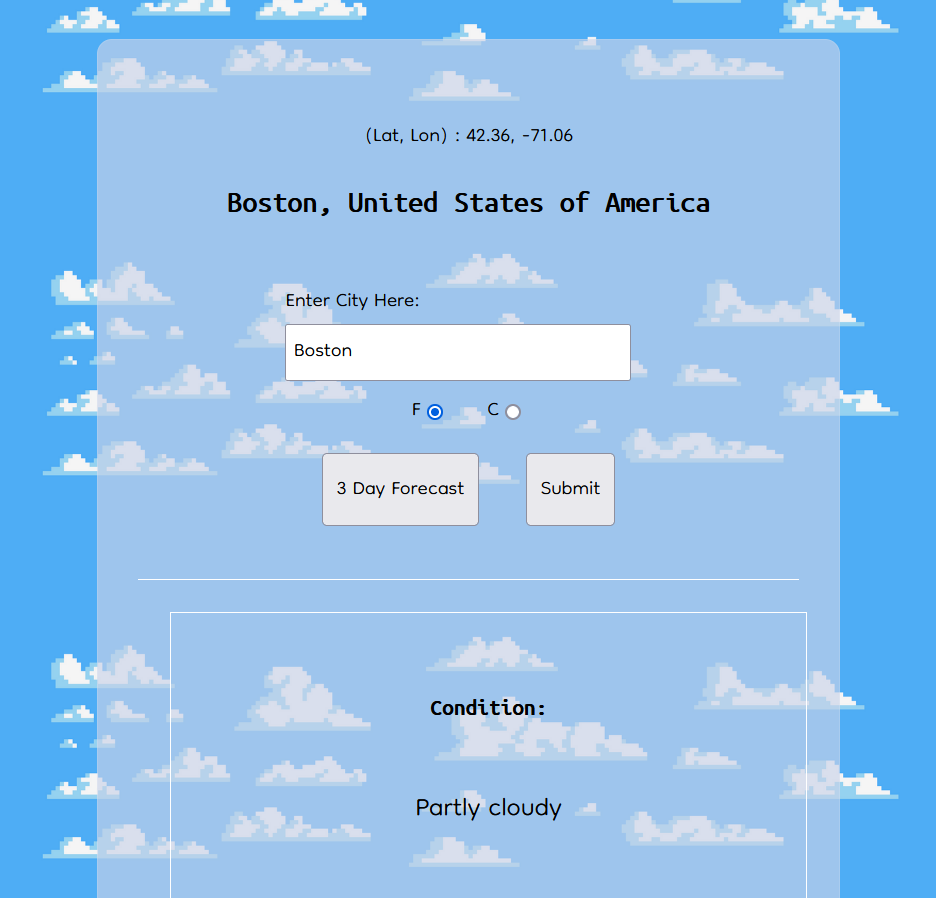 (Lat, Lon) : 42.36, -71.06
Boston, United States of America
Enter City Here:
Boston
F C
3 Day Forecast Submit
Condition:
Partly cloudy